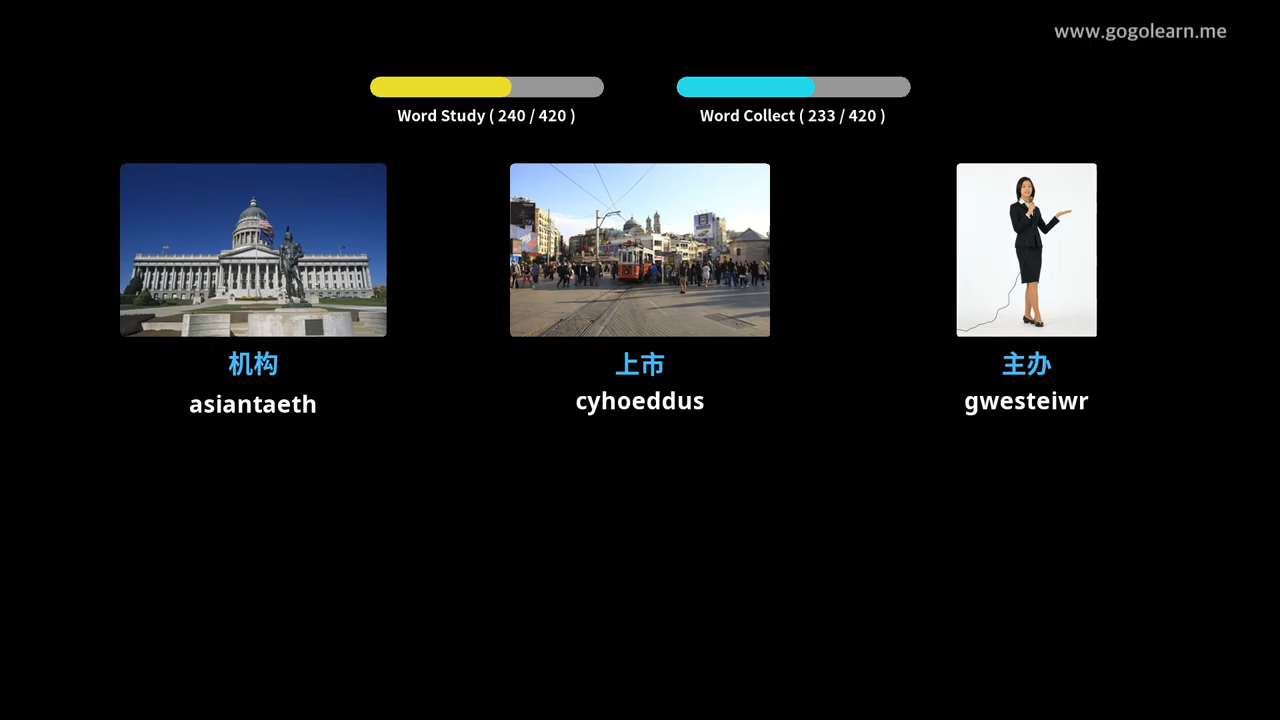 www.gogolearn.me
Word Study ( 240 / 420 )
Word Collect ( 233 / 420 )
机构
上市
主办
asiantaeth
cyhoeddus
gwesteiwr